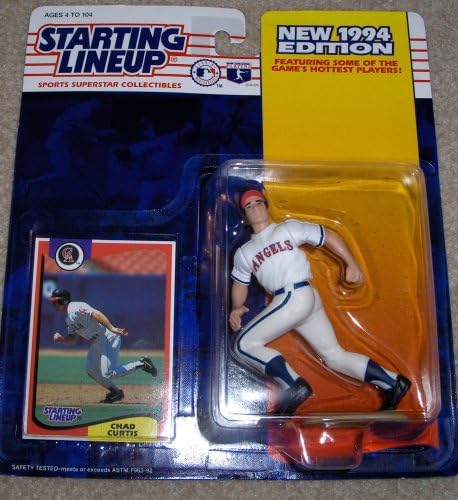 AGES 4 TO 104
STARTING
LINEUP®
SPORTS SUPERSTAR COLLECTIBLES
TM
NEW 1994
EDITION
FEATURING SOME OF THE
GAME'S HOTTEST PLAYERS!
ANGELS
STARTING
LINEUP
CHAD
CURTIS
SAFETY TESTED-meets or exceeds ASTM F963-92